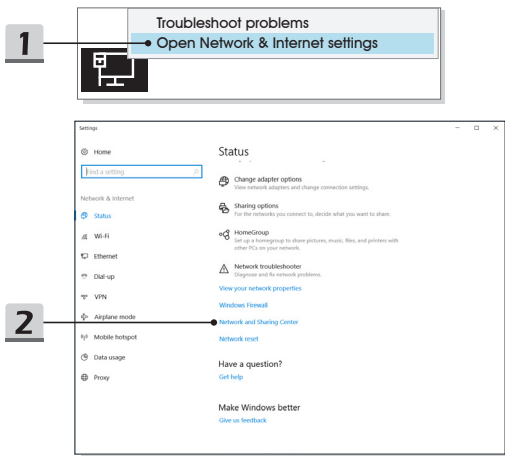 1
Troubleshoot problems
Open Network & Internet settings
Settings
Home
Find a setting
Network & Internet
Status
Wi-Fi
Ethernet
Dial-up
VPN
Airplane mode
Mobile hotspot
Data usage
Proxy
Status
Change adapter options
View network adapters and change connection settings.
Sharing options
For the networks you connect to, decide what you want to share.
HomeGroup
Set up a homegroup to share pictures, music, files, and printers with
other PCs on your network.
Network troubleshooter
Diagnose and fix network problems.
View your network properties
Windows Firewall
2
Network and Sharing Center
Network reset
Have a question?
Get help
Make Windows better
Give us feedback